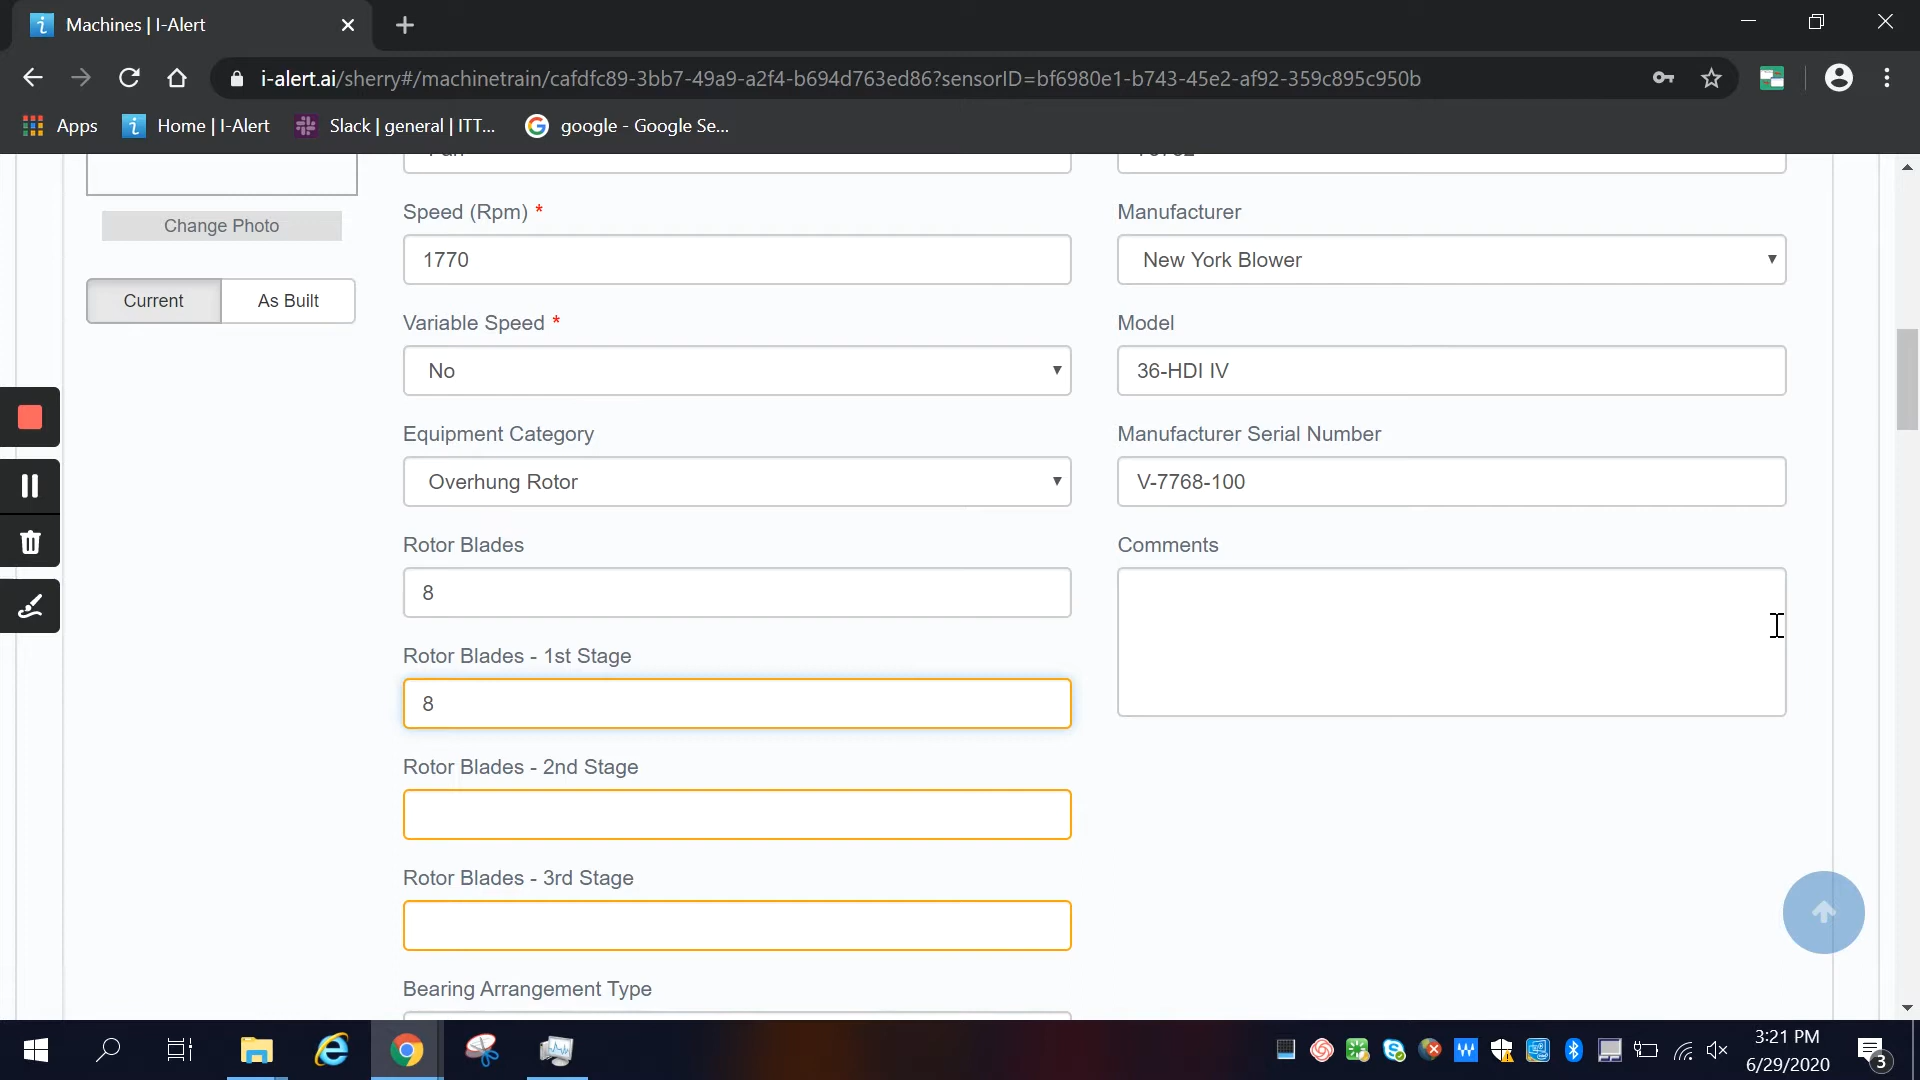 Machines | I-Alert
i-alert.ai/sherry#/machinetrain/cafdfc89-3bb7-49a9-a2f4-b694d763ed86?sensorID=bf6980e1-b743-45e2-af92-359c895c950b
Apps
Home | I-Alert
Slack | general | ITT...
google - Google Se...
Change Photo
Current
As Built
Speed (Rpm) *
1770
Variable Speed *
No
Equipment Category
Overhung Rotor
Rotor Blades
8
Rotor Blades - 1st Stage
8
Rotor Blades - 2nd Stage
Rotor Blades - 3rd Stage
Bearing Arrangement Type
Manufacturer
New York Blower
Model
36-HDI IV
Manufacturer Serial Number
V-7768-100
Comments
3:21 PM
6/29/2020
3